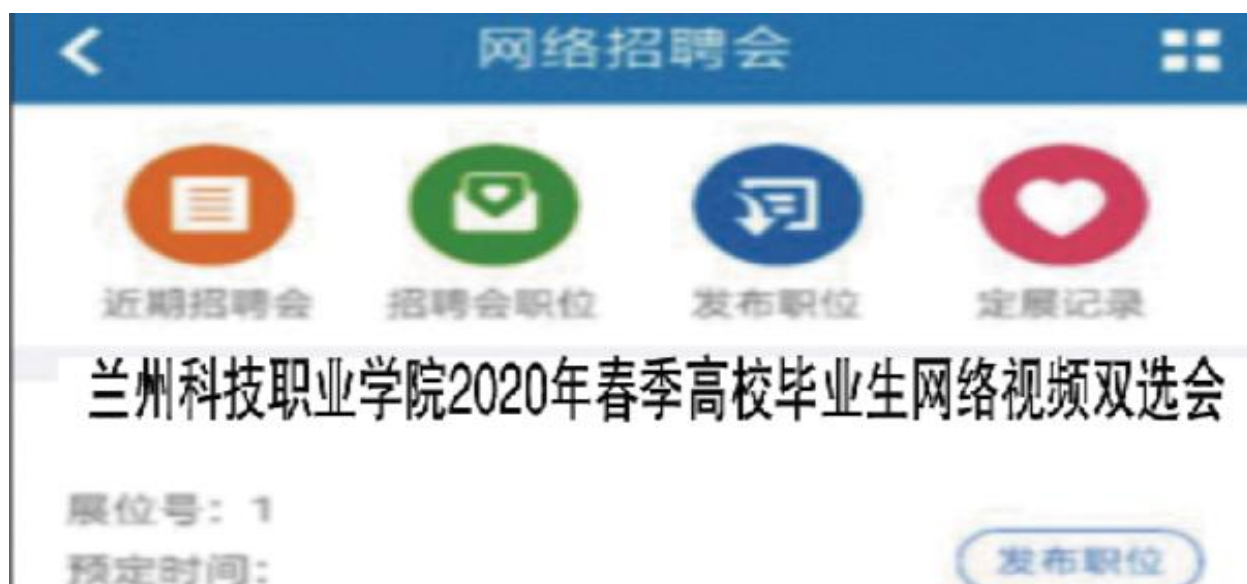 网络招聘会
近期招聘会 招聘会职位 发布职位 定展记录
兰州科技职业学院2020年春季高校毕业生网络视频双选会
展位号：1
预定时间：
发布职位